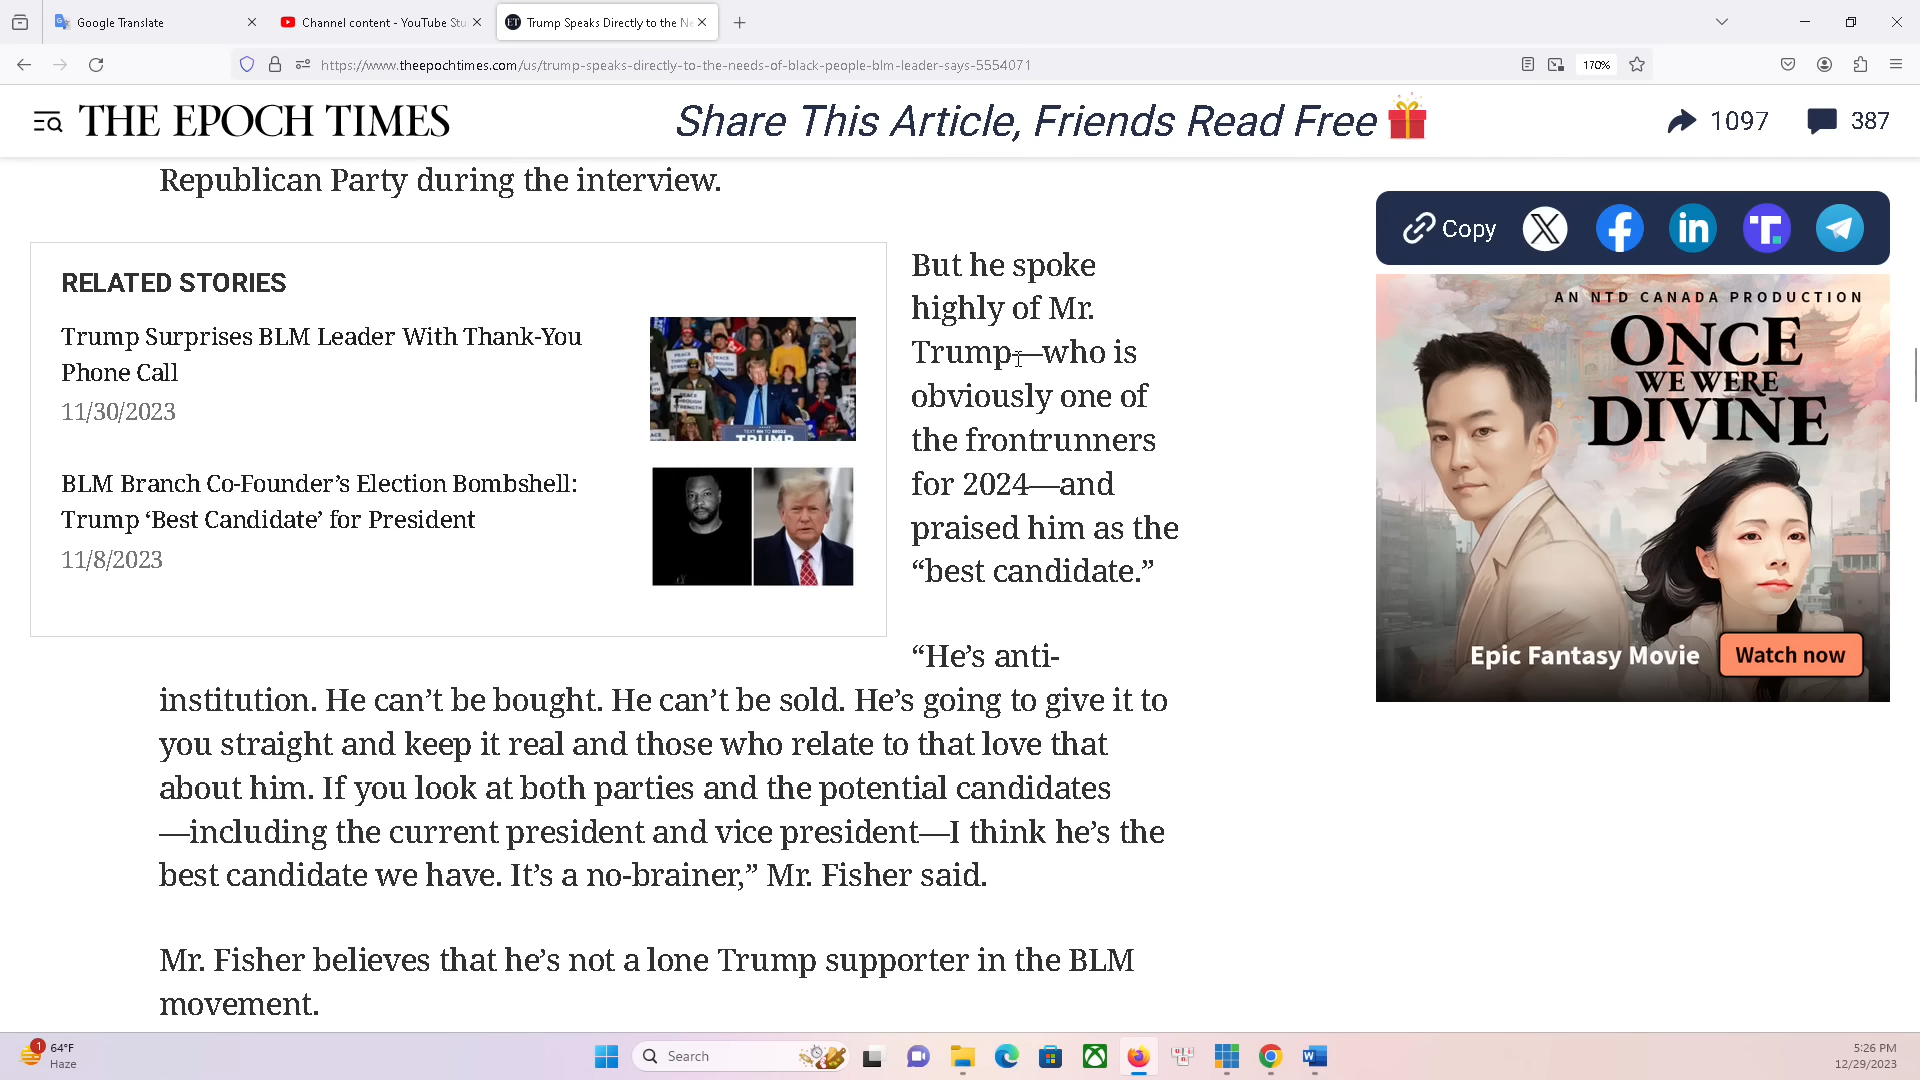 Google Translate
Channel content - YouTube Stu
Trump Speaks Directly to the Ne
https://www.theepochtimes.com/us/trump-speaks-directly-to-the-needs-of-black-people-blm-leader-says-5554071
170%
THE EPOCH TIMES
Share This Article, Friends Read Free
1097
387
Republican Party during the interview.
RELATED STORIES
Trump Surprises BLM Leader With Thank-You
Phone Call
11/30/2023
BLM Branch Co-Founder’s Election Bombshell:
Trump ‘Best Candidate’ for President
11/8/2023
PEACE THROUGH STRENGTH
TRUMP
But he spoke
highly of Mr.
Trump—who is
obviously one of
the frontrunners
for 2024—and
praised him as the
“best candidate.”
“He’s anti-
institution. He can’t be bought. He can’t be sold. He’s going to give it to
you straight and keep it real and those who relate to that love that
about him. If you look at both parties and the potential candidates
—including the current president and vice president—I think he’s the
best candidate we have. It’s a no-brainer,” Mr. Fisher said.
Mr. Fisher believes that he’s not a lone Trump supporter in the BLM
movement.
Copy
AN NTD CANADA PRODUCTION
ONCE
WE WERE
DIVINE
Epic Fantasy Movie
Watch now
1
64°F
Haze
Search
5:26 PM
12/29/2023